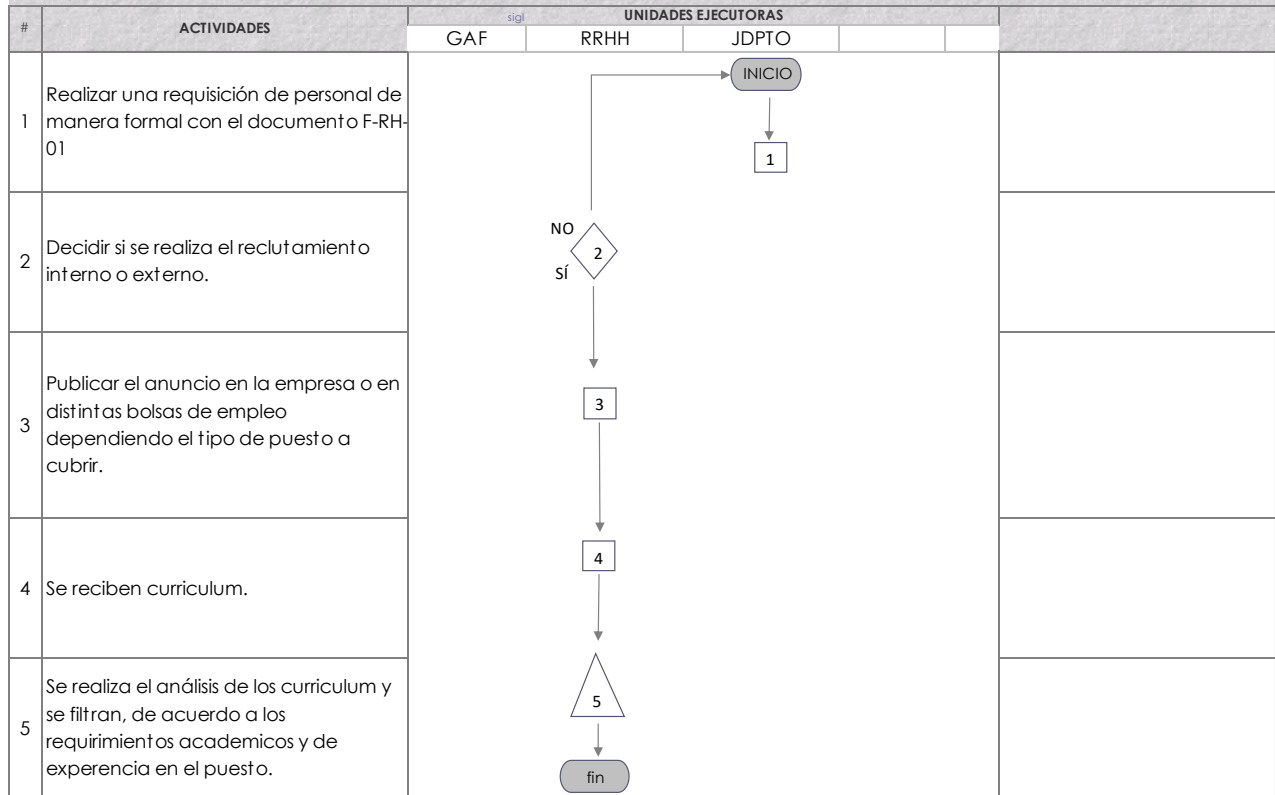 #
ACTIVIDADES
sigl
UNIDADES EJECUTORAS
GAF
RRHH
JDPTO
INICIO
1
Realizar una requisición de personal de
manera formal con el documento F-RH-
01
1
2
Decidir si se realiza el reclutamiento
interno o externo.
NO
2
SÍ
3
Publicar el anuncio en la empresa o en
distintas bolsas de empleo
dependiendo el tipo de puesto a
cubrir.
3
4
Se reciben curriculum.
4
5
Se realiza el análisis de los curriculum y
se filtran, de acuerdo a los
requirimientos academicos y de
experencia en el puesto.
5
fin